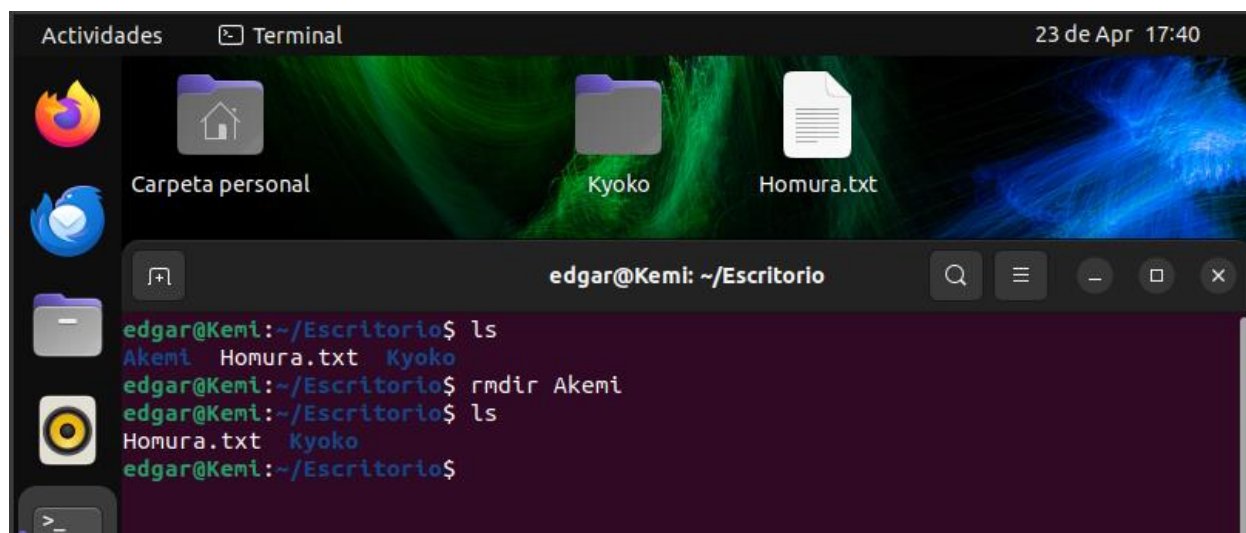 Actividades Terminal 23 de Apr 17:40
Carpeta personal Kyoko Homura.txt
edgar@Kemi: ~/Escritorio
edgar@Kemi:~/Escritorio$ ls
Akemi Homura.txt Kyoko
edgar@Kemi:~/Escritorio$ rmdir Akemi
edgar@Kemi:~/Escritorio$ ls
Homura.txt Kyoko
edgar@Kemi:~/Escritorio$